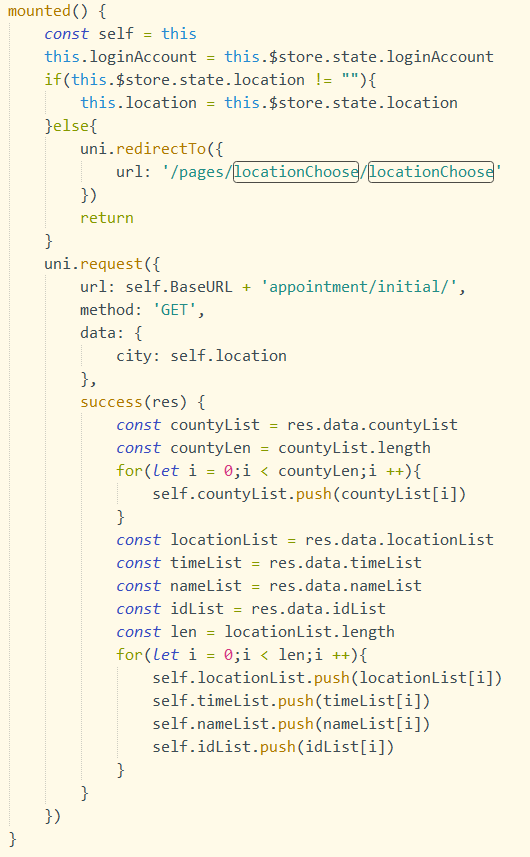 mounted() {
    const self = this
    this.loginAccount = this.$store.state.loginAccount
    if(this.$store.state.location != ""){
        this.location = this.$store.state.location
    }else{
        uni.redirectTo({
            url: '/pages/locationChoose/locationChoose'
        })
        return
    }
    uni.request({
        url: self.BaseURL + 'appointment/initial/',
        method: 'GET',
        data: {
            city: self.location
        },
        success(res) {
            const countyList = res.data.countyList
            const countyLen = countyList.length
            for(let i = 0;i < countyLen;i ++){
                self.countyList.push(countyList[i])
            }
            const locationList = res.data.locationList
            const timeList = res.data.timeList
            const nameList = res.data.nameList
            const idList = res.data.idList
            const len = locationList.length
            for(let i = 0;i < len;i ++){
                self.locationList.push(locationList[i])
                self.timeList.push(timeList[i])
                self.nameList.push(nameList[i])
                self.idList.push(idList[i])
            }
        }
    })
}